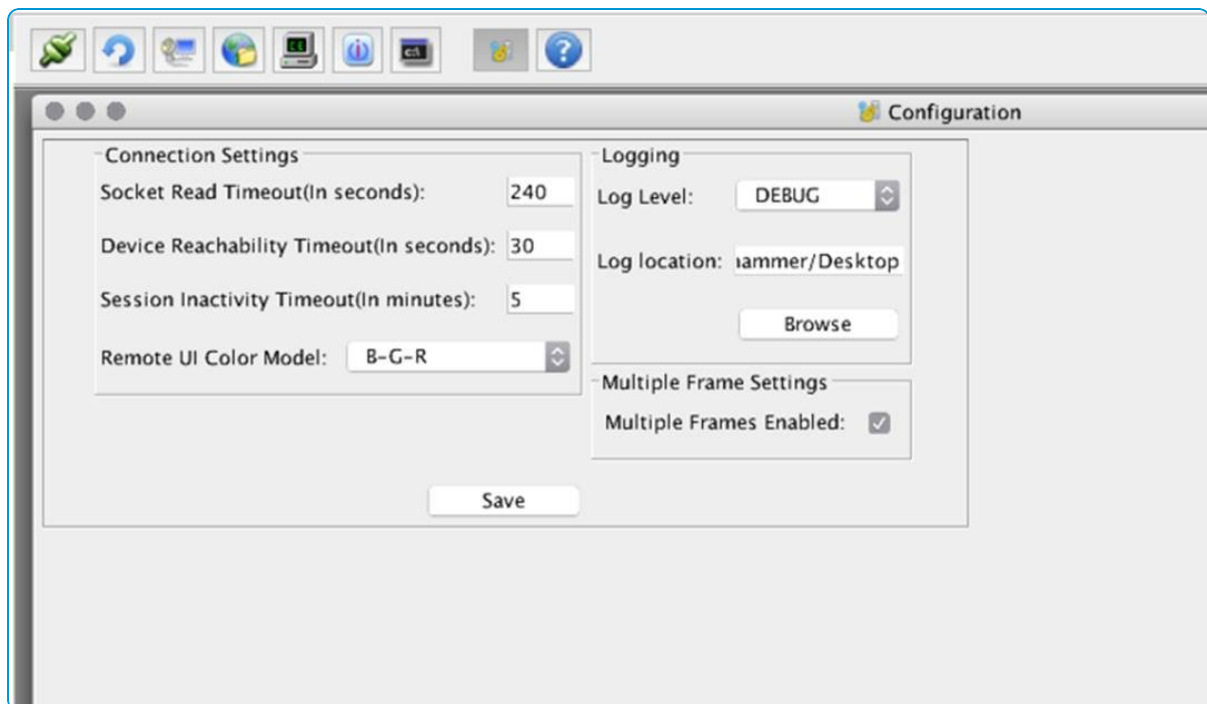 Configuration
Connection Settings
Socket Read Timeout(In seconds): 240
Device Reachability Timeout(In seconds): 30
Session Inactivity Timeout(In minutes): 5
Remote UI Color Model: B-G-R
Logging
Log Level: DEBUG
Log location: ammer/Desktop
Browse
Multiple Frame Settings
Multiple Frames Enabled:
Save